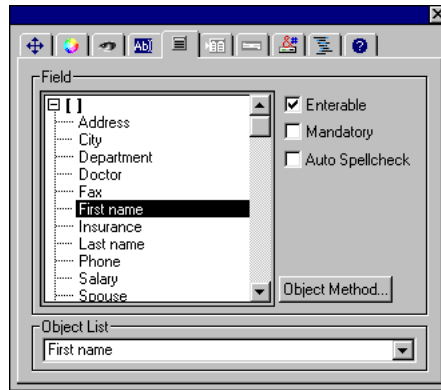 Abl
Field
[ ]
Address
City
Department
Doctor
Fax
First name
Insurance
Last name
Phone
Salary
Spouse
Enterable
Mandatory
Auto Spellcheck
Object Method...
Object List
First name